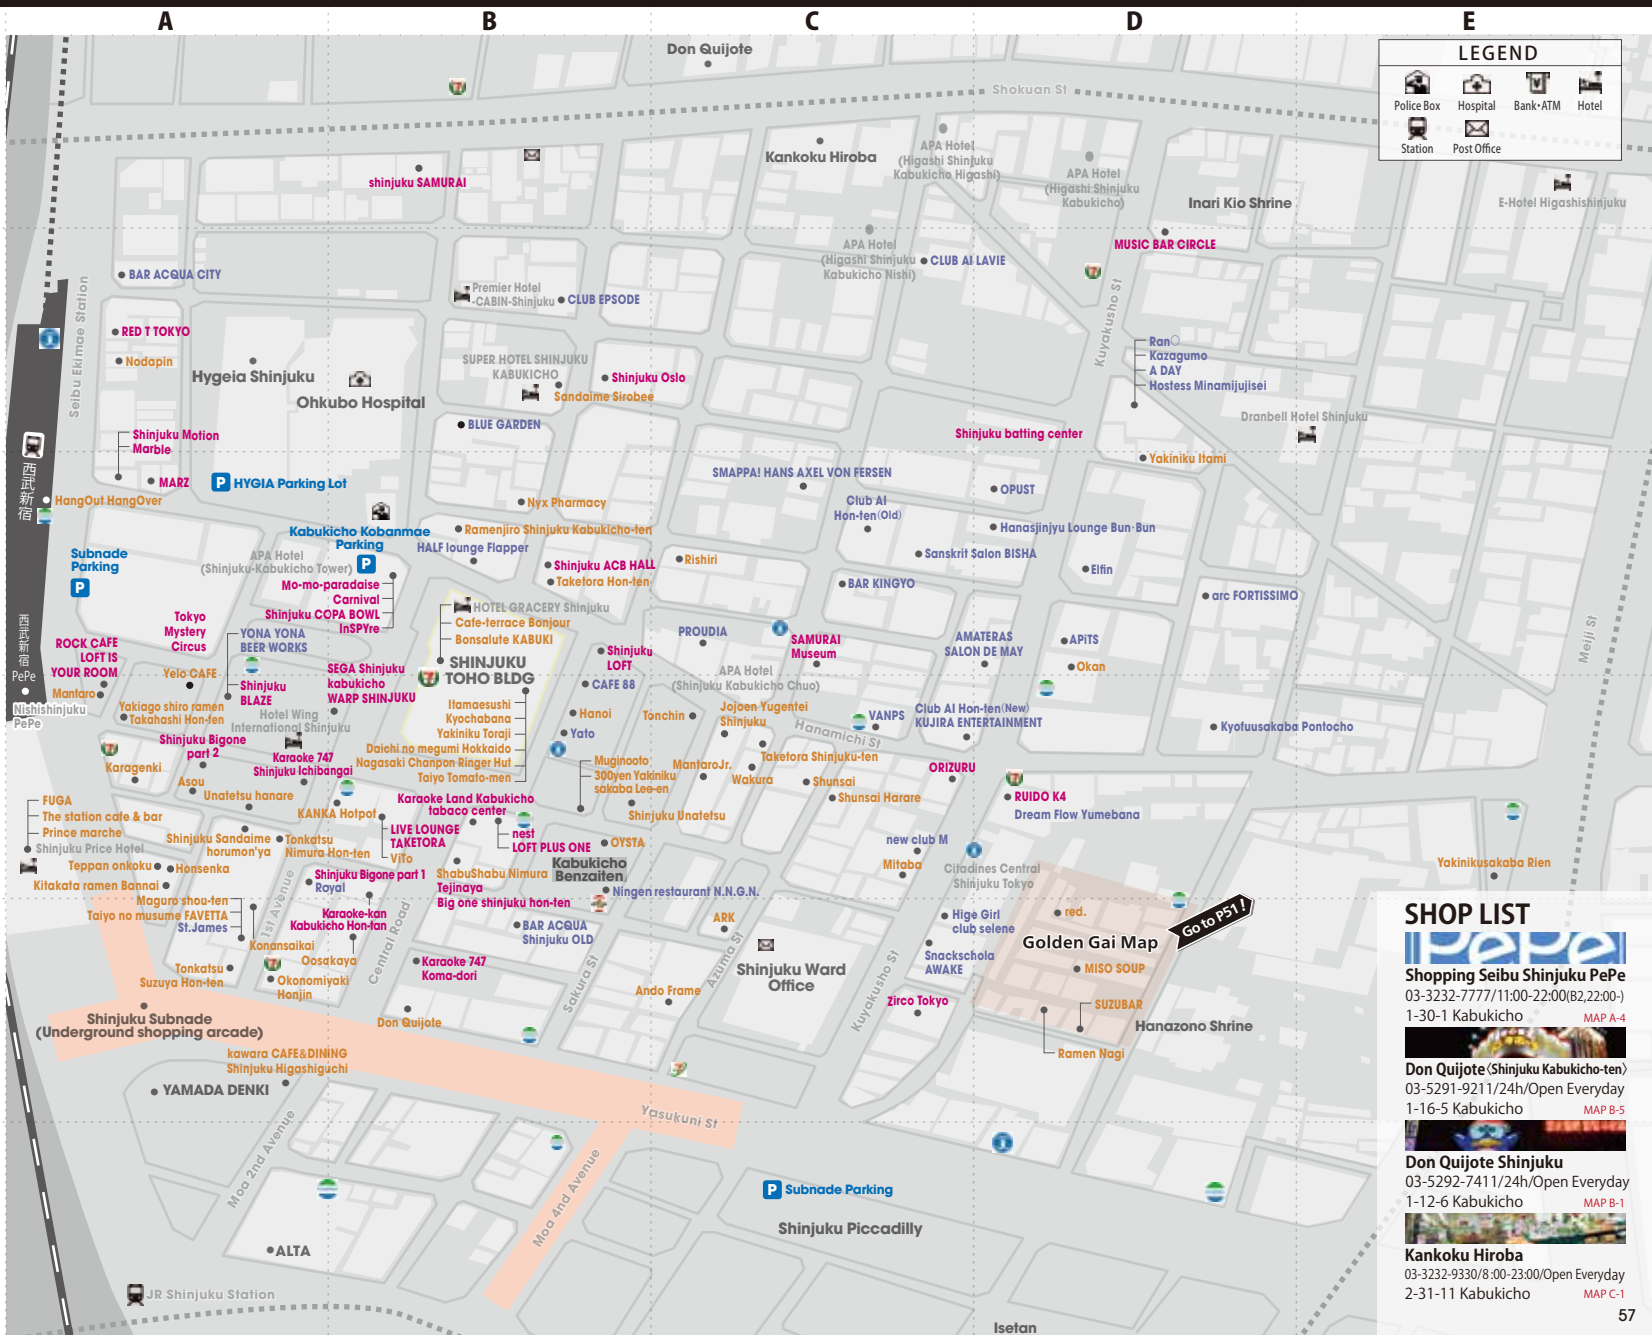 A
B
C
D
E
LEGEND
Police Box
Hospital
Bank・ATM
Hotel
Station
Post Office
Don Quijote
Shokuan St
Kankoku Hiroba
APA Hotel
(Higashi Shinjuku
Kabukicho Higashi)
APA Hotel
(Higashi Shinjuku
Kabukicho)
Inari Kio Shrine
E-Hotel Higashishinjuku
shinjuku SAMURAI
MUSIC BAR CIRCLE
APA Hotel
(Higashi Shinjuku
Kabukicho Nishi)
CLUB AI LAVIE
BAR ACQUA CITY
Premier Hotel
-CABIN-Shinjuku
CLUB EPSODE
Seibu Ekimae Station
RED T TOKYO
Nodapin
Hygeia Shinjuku
Ohkubo Hospital
SUPER HOTEL SHINJUKU
KABUKICHO
Shinjuku Oslo
Sandaime Sirobee
Kuyakusho St
Ran○
Kazagumo
A DAY
Hostess Minamijujisei
Dranbell Hotel Shinjuku
BLUE GARDEN
Shinjuku Motion
Marble
MARZ
P HYGIA Parking Lot
Shinjuku batting center
Yakiniku Itami
西武新宿
HangOut HangOver
SMAPPA! HANS AXEL VON FERSEN
Club AI
Hon-ten(Old)
OPUST
Nyx Pharmacy
Kabukicho Kobanmae
Parking
P
Ramenjiro Shinjuku Kabukicho-ten
HALF lounge Flapper
Hanasjinjyu Lounge Bun·Bun
Sanskrit Salon BISHA
Subnade
Parking
P
APA Hotel
(Shinjuku-Kabukicho Tower)
Shinjuku ACB HALL
Taketora Hon-ten
Rishiri
BAR KINGYO
Elfin
arc FORTISSIMO
Mo-mo-paradaise
Carnival
Shinjuku COPA BOWL
InSPYre
HOTEL GRACERY Shinjuku
Cafe-terrace Bonjour
Bonsalute KABUKI
Tokyo
Mystery
Circus
YONA YONA
BEER WORKS
ROCK CAFE
LOFT IS
YOUR ROOM
西武新宿
PePe
Nishishinjuku
PePe
Mantaro
Yelo CAFE
Shinjuku
BLAZE
SEGA Shinjuku
kabukicho
WARP SHINJUKU
SHINJUKU
TOHO BLDG
Shinjuku
LOFT
CAFE 88
PROUDIA
SAMURAI
Museum
AMATERAS
SALON DE MAY
APiTS
Okan
Meiji St
APA Hotel
(Shinjuku Kabukicho Chuo)
Yakiago shiro ramen
Takahashi Hon-ten
Hotel Wing
International Shinjuku
Itamaesushi
Kyochabana
Yakiniku Toraji
Daichi no megumi Hokkaido
Nagasaki Chanpon Ringer Hut
Taiyo Tomato-men
Hanoi
Yato
Tonchin
Jojoen Yugentei
Shinjuku
Hanamichi St
VANPS
Club AI Hon-ten(New)
KUJIRA ENTERTAINMENT
Kyofuusakaba Pontocho
Shinjuku Bigone
part 2
Karaoke 747
Shinjuku Ichibangai
Karagenki
Asou
Unatetsu hanare
Muginooto
300yen Yakiniku
sakaba Lee-en
MantaroJr.
Wakura
Taketora Shinjuku-ten
Shunsai
Shunsai Harare
ORIZURU
RUIDO K4
Dream Flow Yumebana
FUGA
The station cafe & bar
Prince marche
Shinjuku Price Hotel
KANKA Hotpot
Karaoke Land Kabukicho
tabaco center
Shinjuku Unatetsu
LIVE LOUNGE
TAKETORA
ViTo
nest
LOFT PLUS ONE
OYSTA
Shinjuku Sandaime
horumon'ya
Tonkatsu
Nimura Hon-ten
Teppan onkoku
Honsenka
Kitakata ramen Bannai
Shinjuku Bigone part 1
Royal
ShabuShabu Nimura
Tejinaya
Big one shinjuku hon-ten
Kabukicho
Benzaiten
Ningen restaurant N.N.G.N.
new club M
Mitaba
Citadines Central
Shinjuku Tokyo
Yakinikusakaba Rien
Maguro shou-ten
Taiyo no musume FAVETTA
St.James
Konansaikai
1st Avenue
Karaoke-kan
Kabukicho Hon-tan
Oosakaya
Central Road
BAR ACQUA
Shinjuku OLD
ARK
Azuma St
Hige Girl
club selene
red.
Golden Gai Map
Go to P51!
Snackschola
AWAKE
MISO SOUP
SUZUBAR
Hanazono Shrine
Ramen Nagi
Tonkatsu
Suzuya Hon-ten
Okonomiyaki
Honjin
Karaoke 747
Koma-dori
Sakura St
Shinjuku Ward
Office
Kuyakusho St
Zirco Tokyo
Ando Frame
Don Quijote
Shinjuku Subnade
(Underground shopping arcade)
kawara CAFE&DINING
Shinjuku Higashiguchi
YAMADA DENKI
Yasukuni St
Moa 2nd Avenue
Moa 4nd Avenue
P Subnade Parking
Shinjuku Piccadilly
ALTA
JR Shinjuku Station
Isetan
SHOP LIST
PePe
Shopping Seibu Shinjuku PePe
03-3232-7777/11:00-22:00(B2,22:00-)
1-30-1 Kabukicho MAP A-4
Don Quijote〈Shinjuku Kabukicho-ten〉
03-5291-9211/24h/Open Everyday
1-16-5 Kabukicho MAP B-5
Don Quijote Shinjuku
03-5292-7411/24h/Open Everyday
1-12-6 Kabukicho MAP B-1
Kankoku Hiroba
03-3232-9330/8:00-23:00/Open Everyday
2-31-11 Kabukicho MAP C-1
57